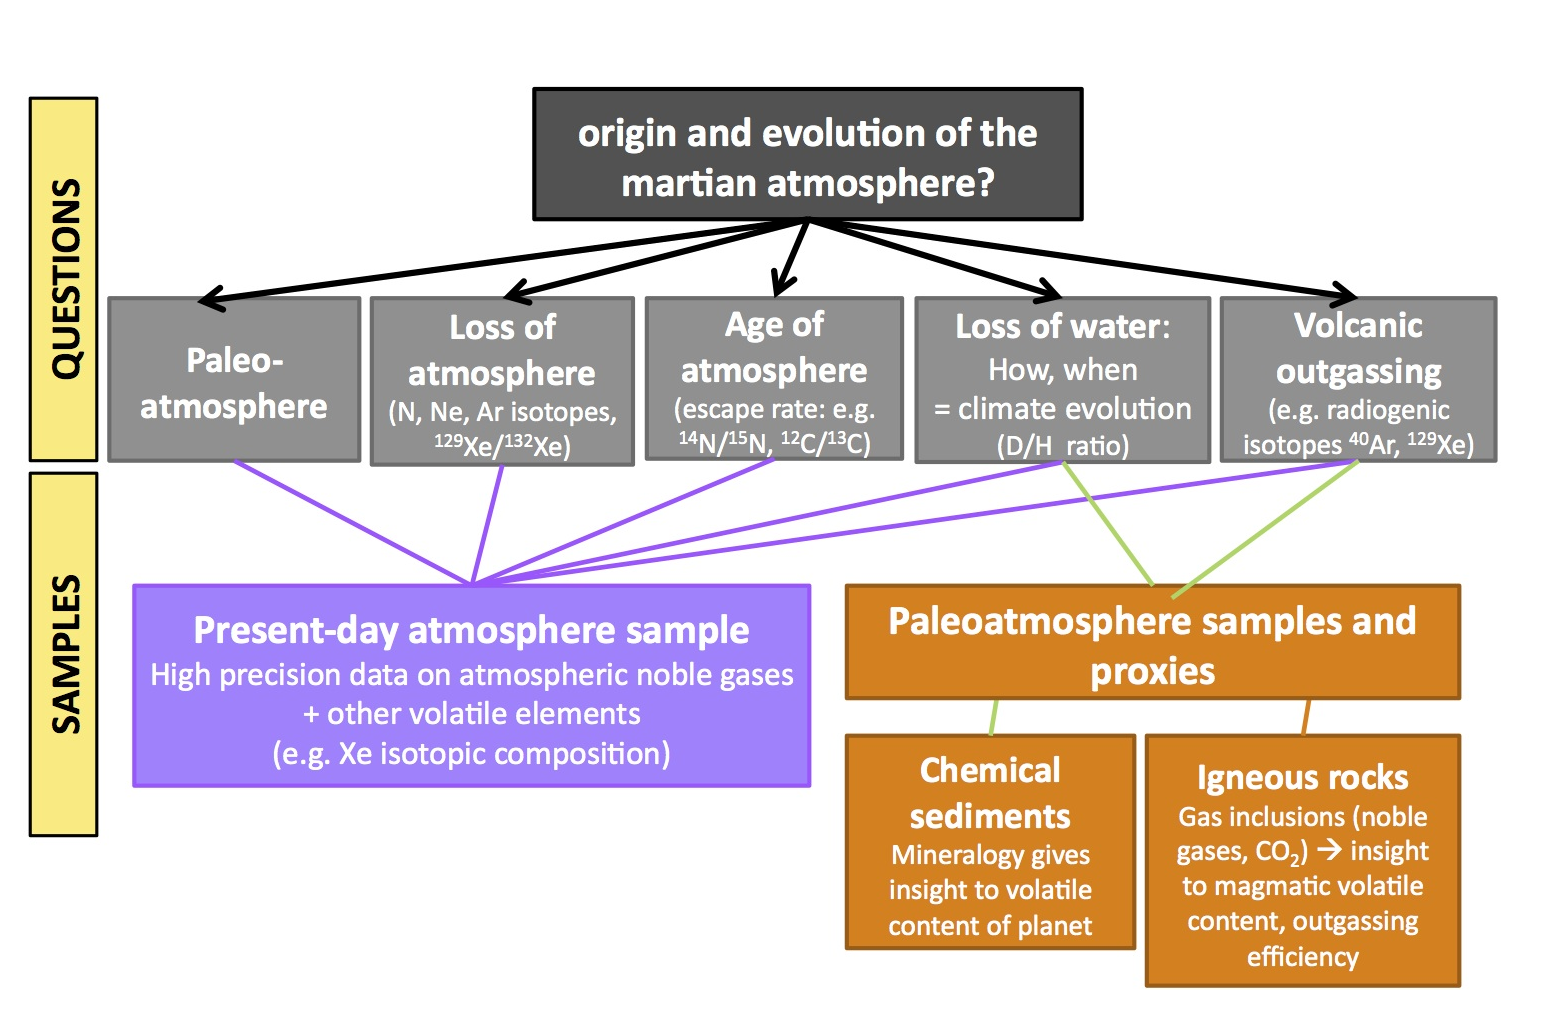 QUESTIONS
origin and evolution of the
martian atmosphere?
Paleo-
atmosphere
Loss of
atmosphere
(N, Ne, Ar isotopes,
¹²⁹Xe/¹³²Xe)
Age of
atmosphere
(escape rate: e.g.
¹⁴N/¹⁵N, ¹²C/¹³C)
Loss of water:
How, when
= climate evolution
(D/H ratio)
Volcanic
outgassing
(e.g. radiogenic
isotopes ⁴⁰Ar, ¹²⁹Xe)
SAMPLES
Present-day atmosphere sample
High precision data on atmospheric noble gases
+ other volatile elements
(e.g. Xe isotopic composition)
Paleoatmosphere samples and
proxies
Chemical
sediments
Mineralogy gives
insight to volatile
content of planet
Igneous rocks
Gas inclusions (noble
gases, CO₂) → insight
to magmatic volatile
content, outgassing
efficiency